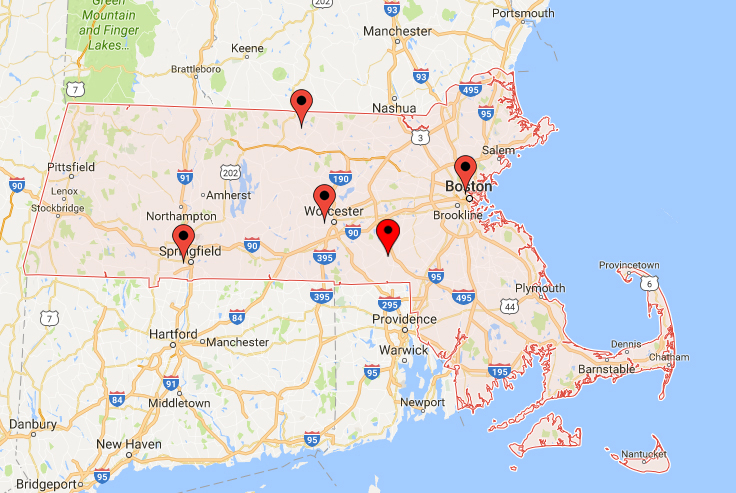 Green
Mountain
and Finger
Lakes...
202
93
Portsmouth
Manchester
Keene
Brattleboro
93
7
Nashua
495
95
3
Salem
Pittsfield
90
91
202
190
Boston
Lenox
Amherst
Stockbridge
Northampton
Worcester
Brookline
90
90
Springfield
395
95
Provincetown
6
395
495
Plymouth
295
44
7
84
Providence
Hartford
Manchester
Warwick
Dennis
Chatham
Barnstable
95
195
91
84
Middletown
Newport
Danbury
95
New Haven
Nantucket
95
Bridgeport